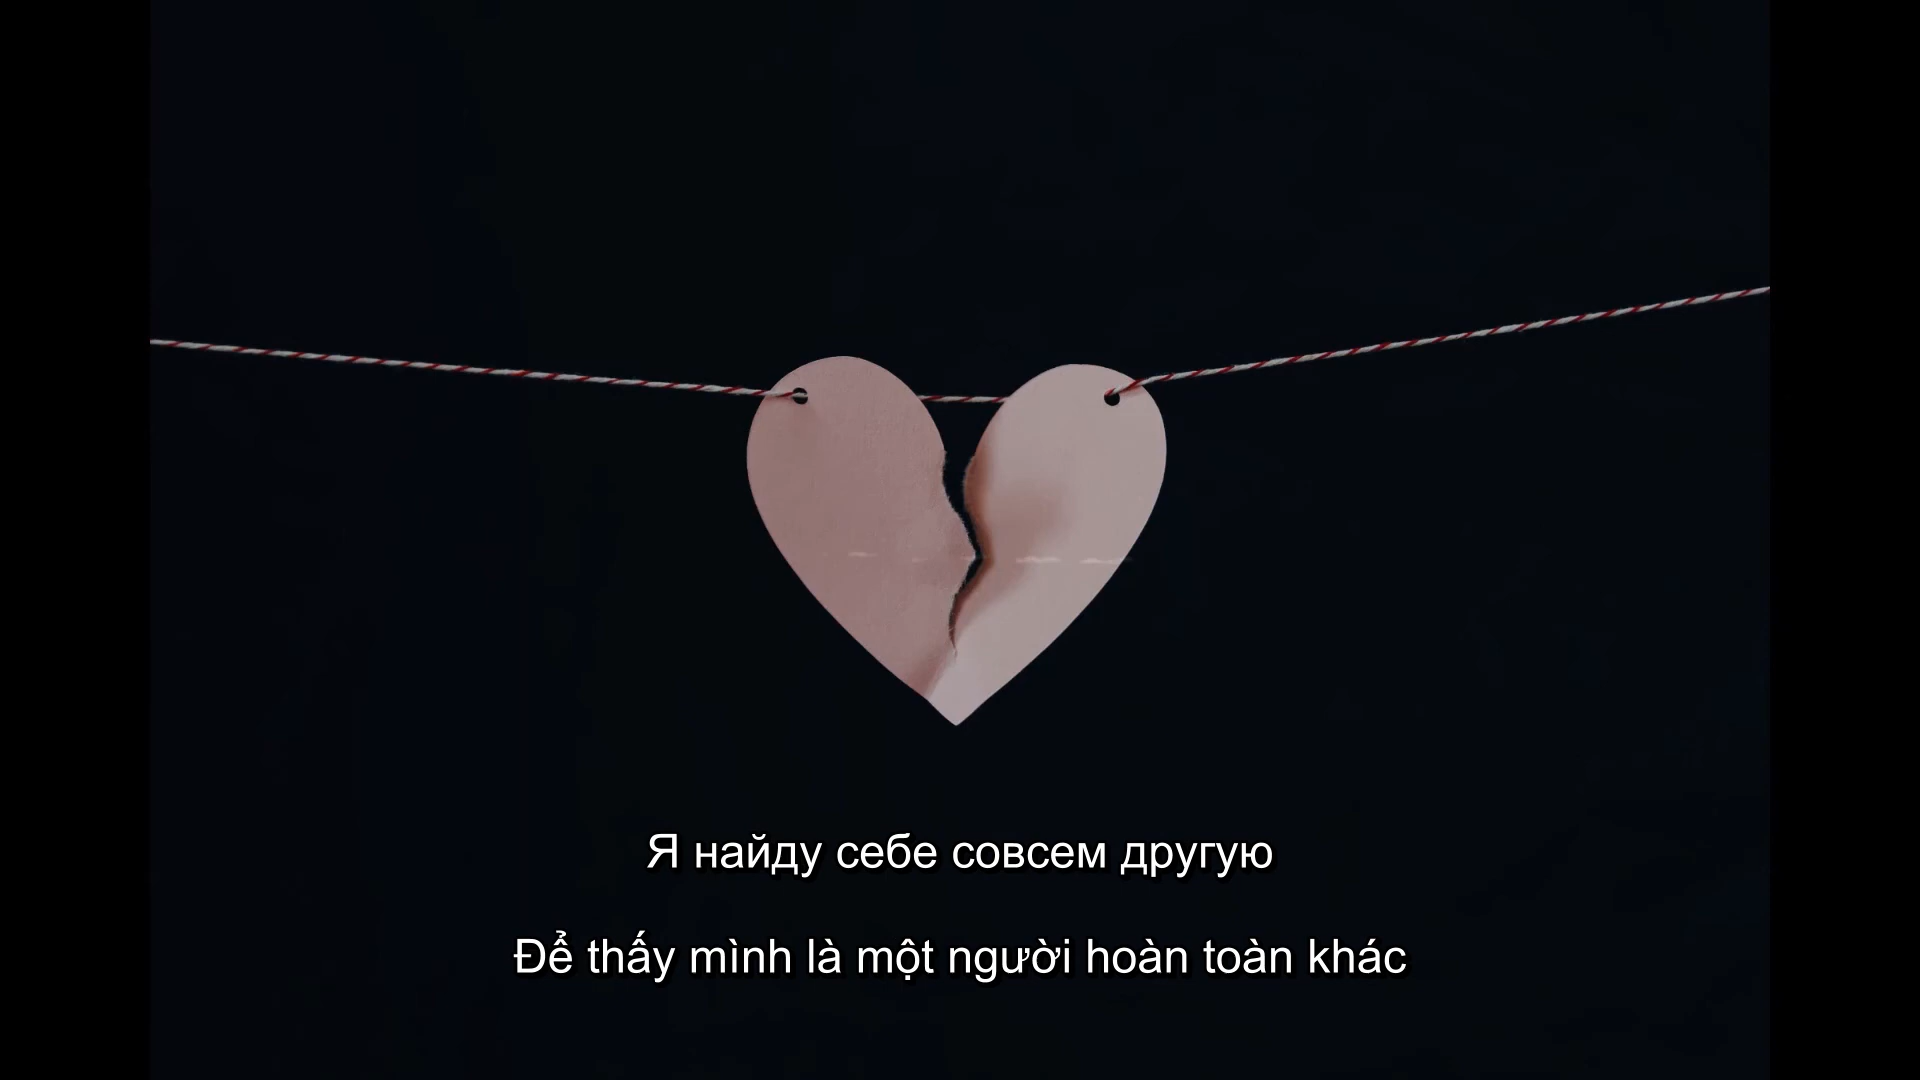 Я найду себе совсем другую
Để thấy mình là một người hoàn toàn khác